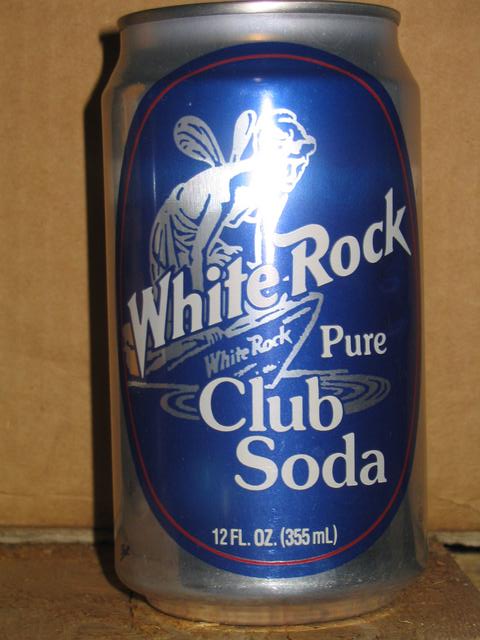 White Rock
White Rock
Pure
Club
Soda
12 FL. OZ. (355 mL)